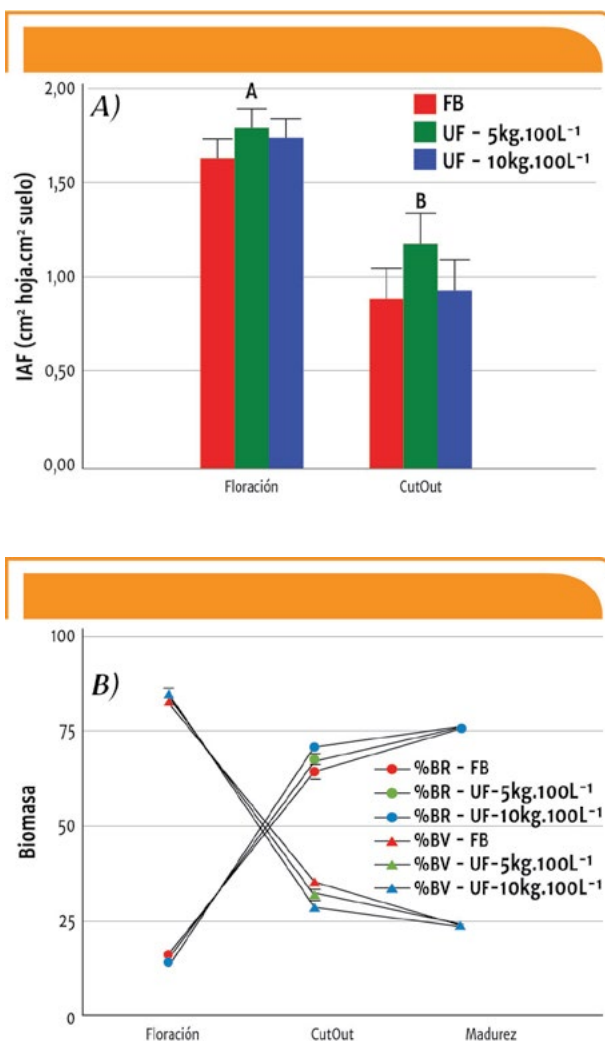 A)
2,00
1,50
1,00
0,50
0,00
IAF (cm² hoja.cm² suelo)
A
B
FB
UF - 5kg.100L⁻¹
UF - 10kg.100L⁻¹
Floración
CutOut
B)
100
75
50
25
0
Biomasa
%BR - FB
%BR - UF-5kg.100L⁻¹
%BR - UF-10kg.100L⁻¹
%BV - FB
%BV - UF-5kg.100L⁻¹
%BV - UF-10kg.100L⁻¹
Floración
CutOut
Madurez